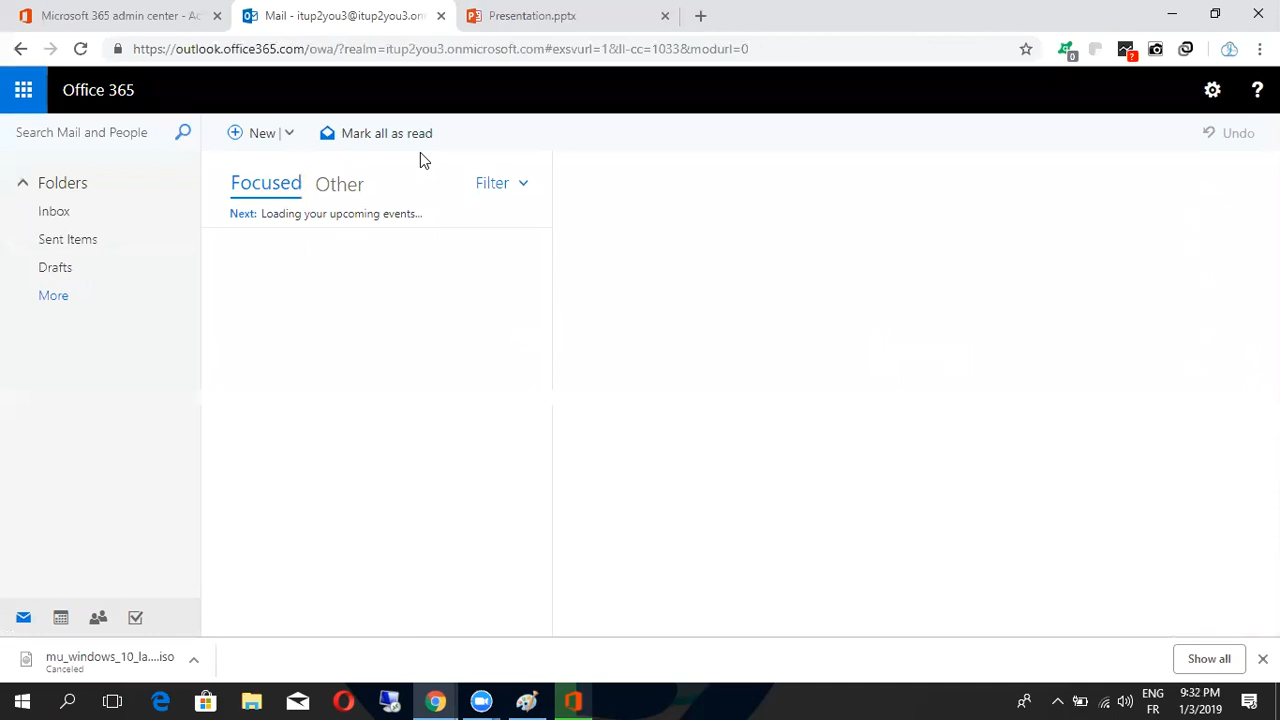 Microsoft 365 admin center - Ac
Mail - itup2you3@itup2you3.onm
Presentation.pptx
https://outlook.office365.com/owa/?realm=itup2you3.onmicrosoft.com#exsvurl=1&ll-cc=1033&modurl=0
0
?
Office 365
?
Search Mail and People
New
Mark all as read
Undo
Folders
Focused
Other
Filter
Inbox
Next: Loading your upcoming events...
Sent Items
Drafts
More
mu_windows_10_la....iso
Canceled
Show all
ENG
9:32 PM
FR
1/3/2019